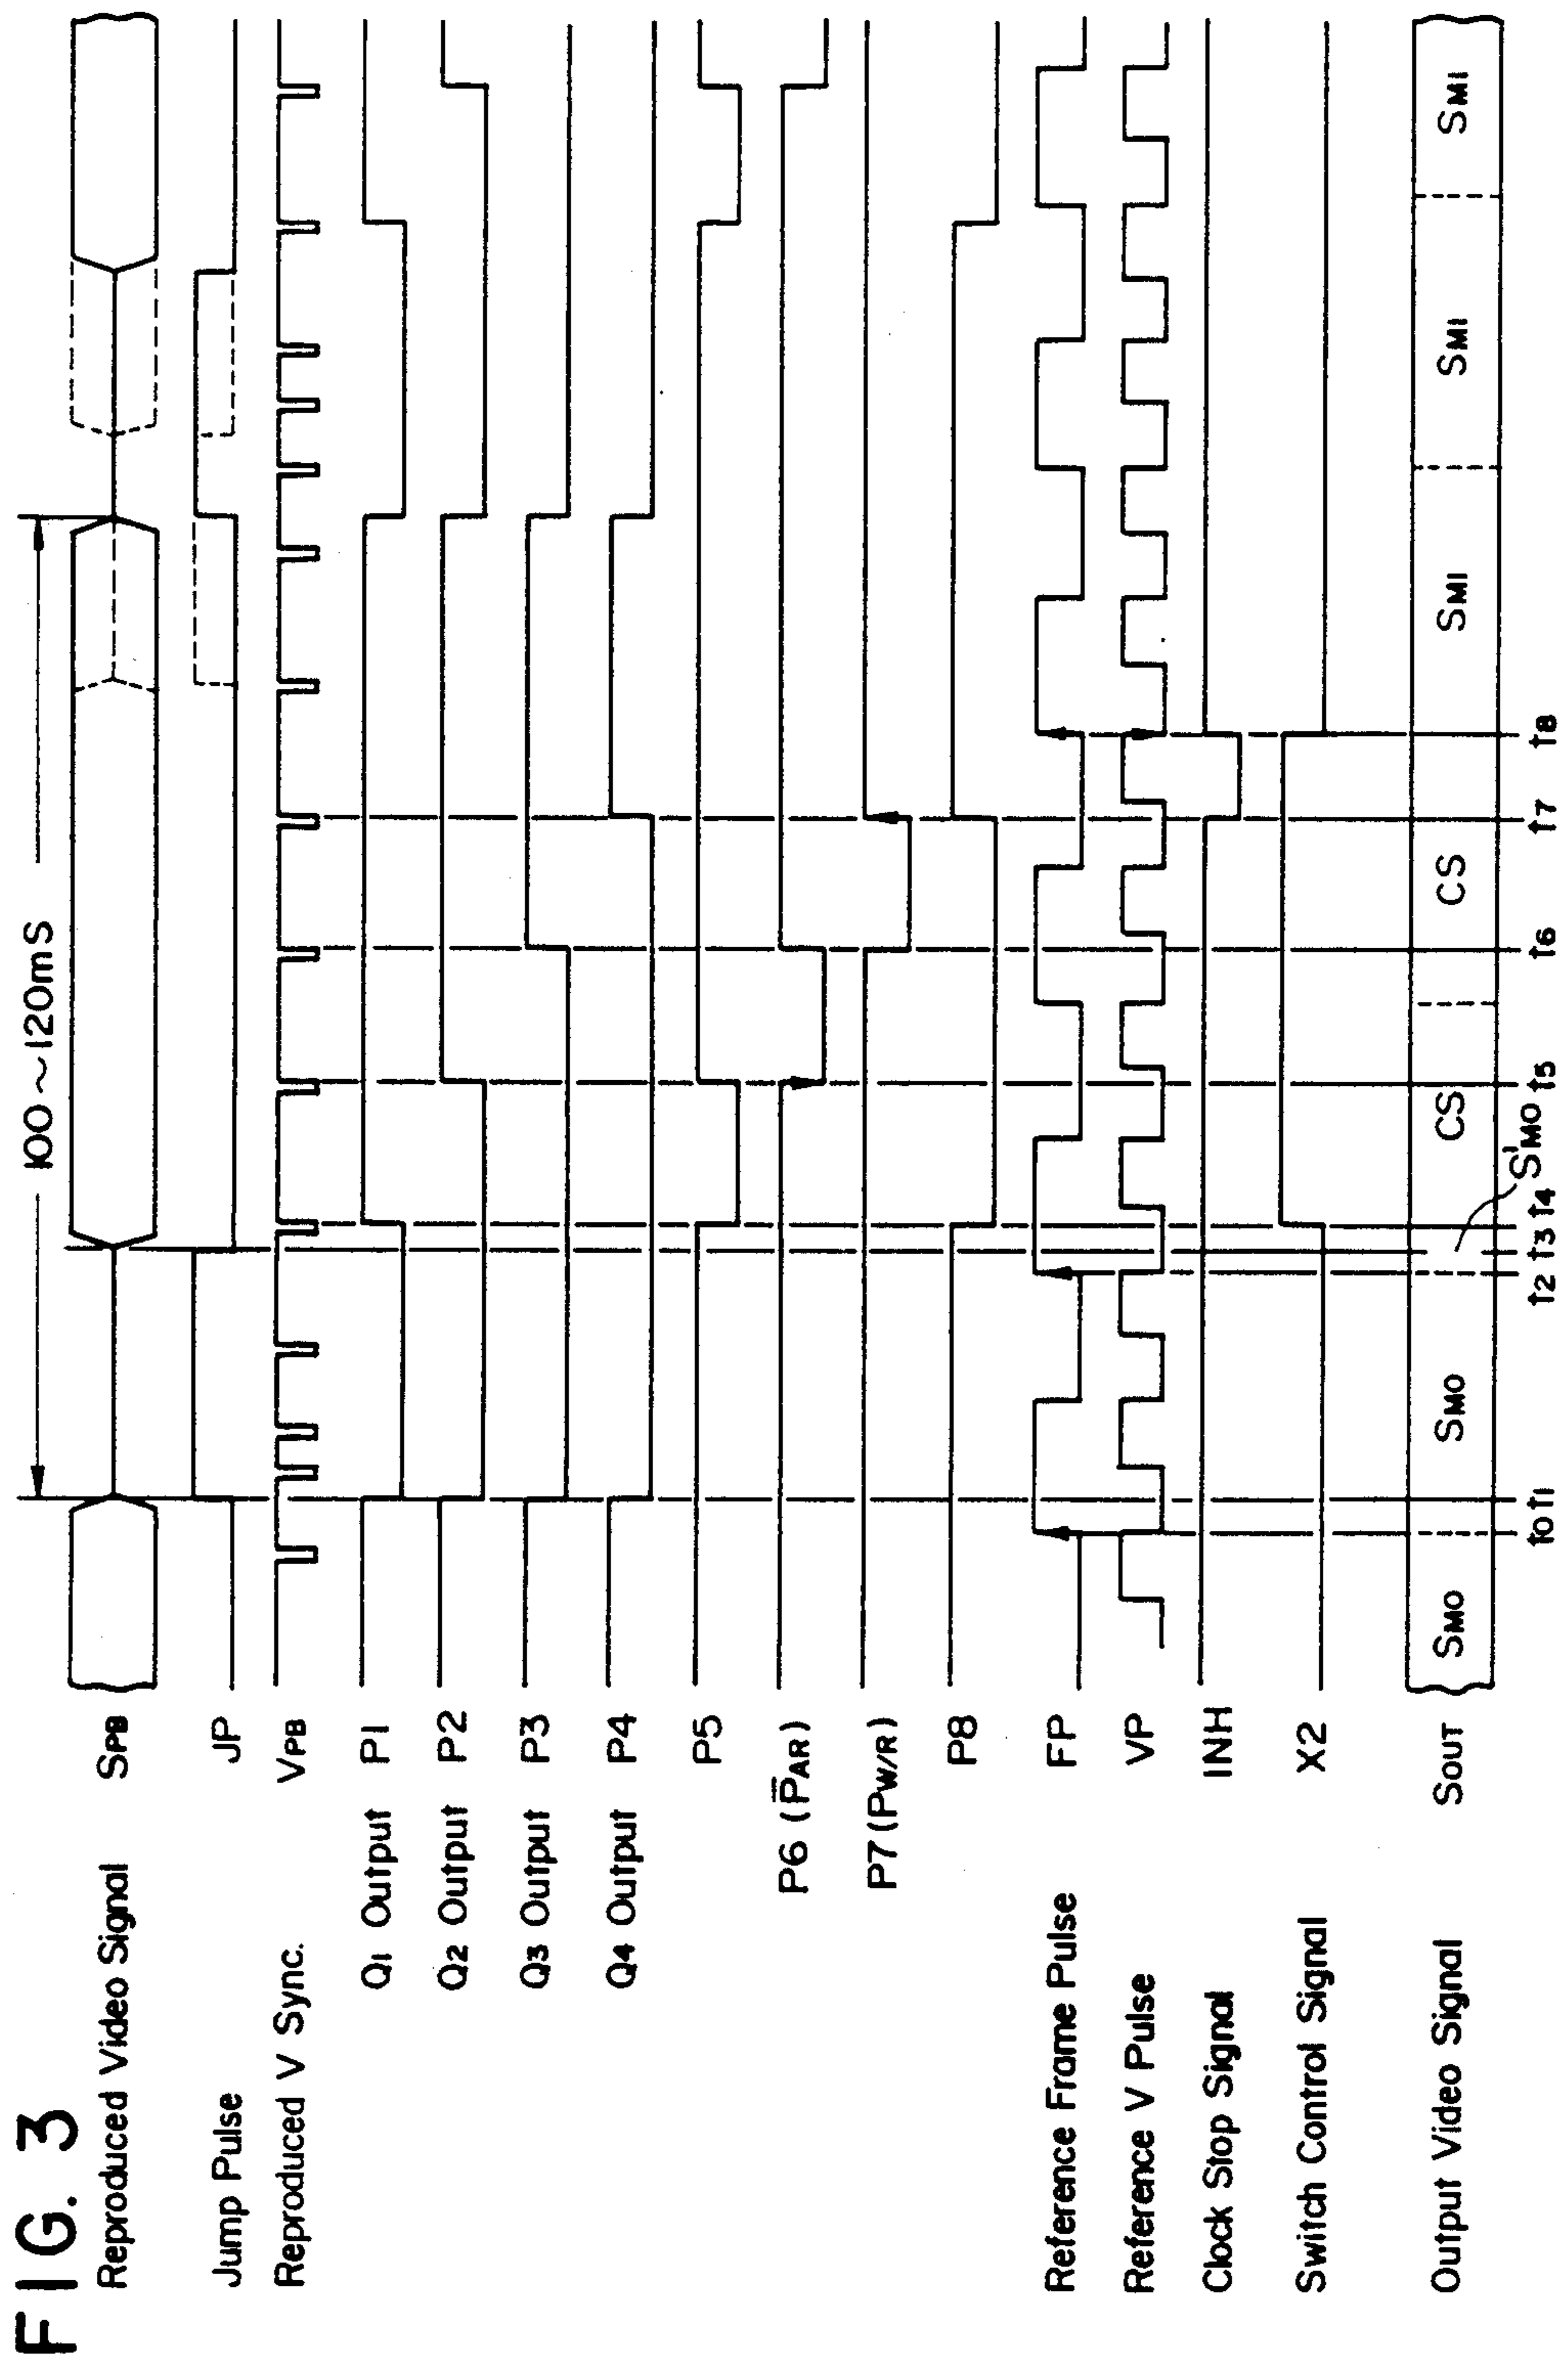 FIG. 3
100~120mS
Reproduced Video Signal SPB
Jump Pulse JP
Reproduced V Sync. VPB
Q1 Output P1
Q2 Output P2
Q3 Output P3
Q4 Output P4
P5
P6 (P̅AR)
P7 (PW/R)
P8
Reference Frame Pulse FP
Reference V Pulse VP
Clock Stop Signal INH
Switch Control Signal X2
Output Video Signal SOUT
SMO SMO CS CS SMI SMI SMI
S'MO
t0 t1 t2 t3 t4 t5 t6 t7 t8